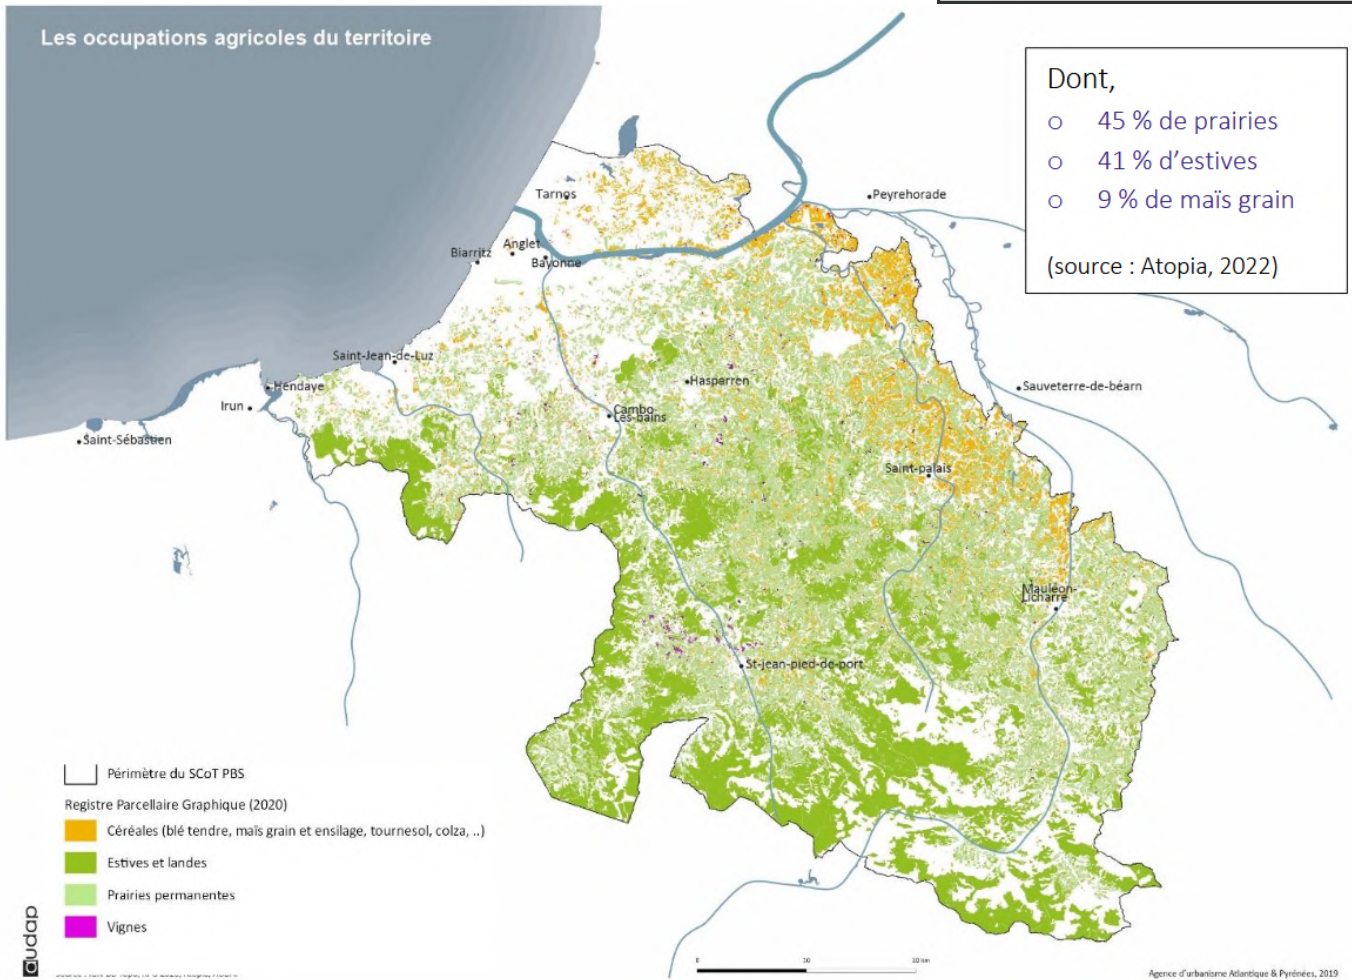 Les occupations agricoles du territoire
Dont,
o 45 % de prairies
o 41 % d'estives
o 9 % de maïs grain
(source : Atopia, 2022)
Tarnos
Peyrehorade
Anglet
Biarritz
Bayonne
Saint-Jean-de-Luz
Hendaye
Hasparren
Sauveterre-de-béarn
Irun
Cambo-
Les-bains
Saint-Sébastien
Saint-palais
Mauléon-
Licharre
St-jean-pied-de-port
Périmètre du SCoT PBS
Registre Parcellaire Graphique (2020)
Céréales (blé tendre, maïs grain et ensilage, tournesol, colza, ..)
Estives et landes
Prairies permanentes
Vignes
audap
0 10 20 km
Agence d'urbanisme Atlantique & Pyrénées, 2019